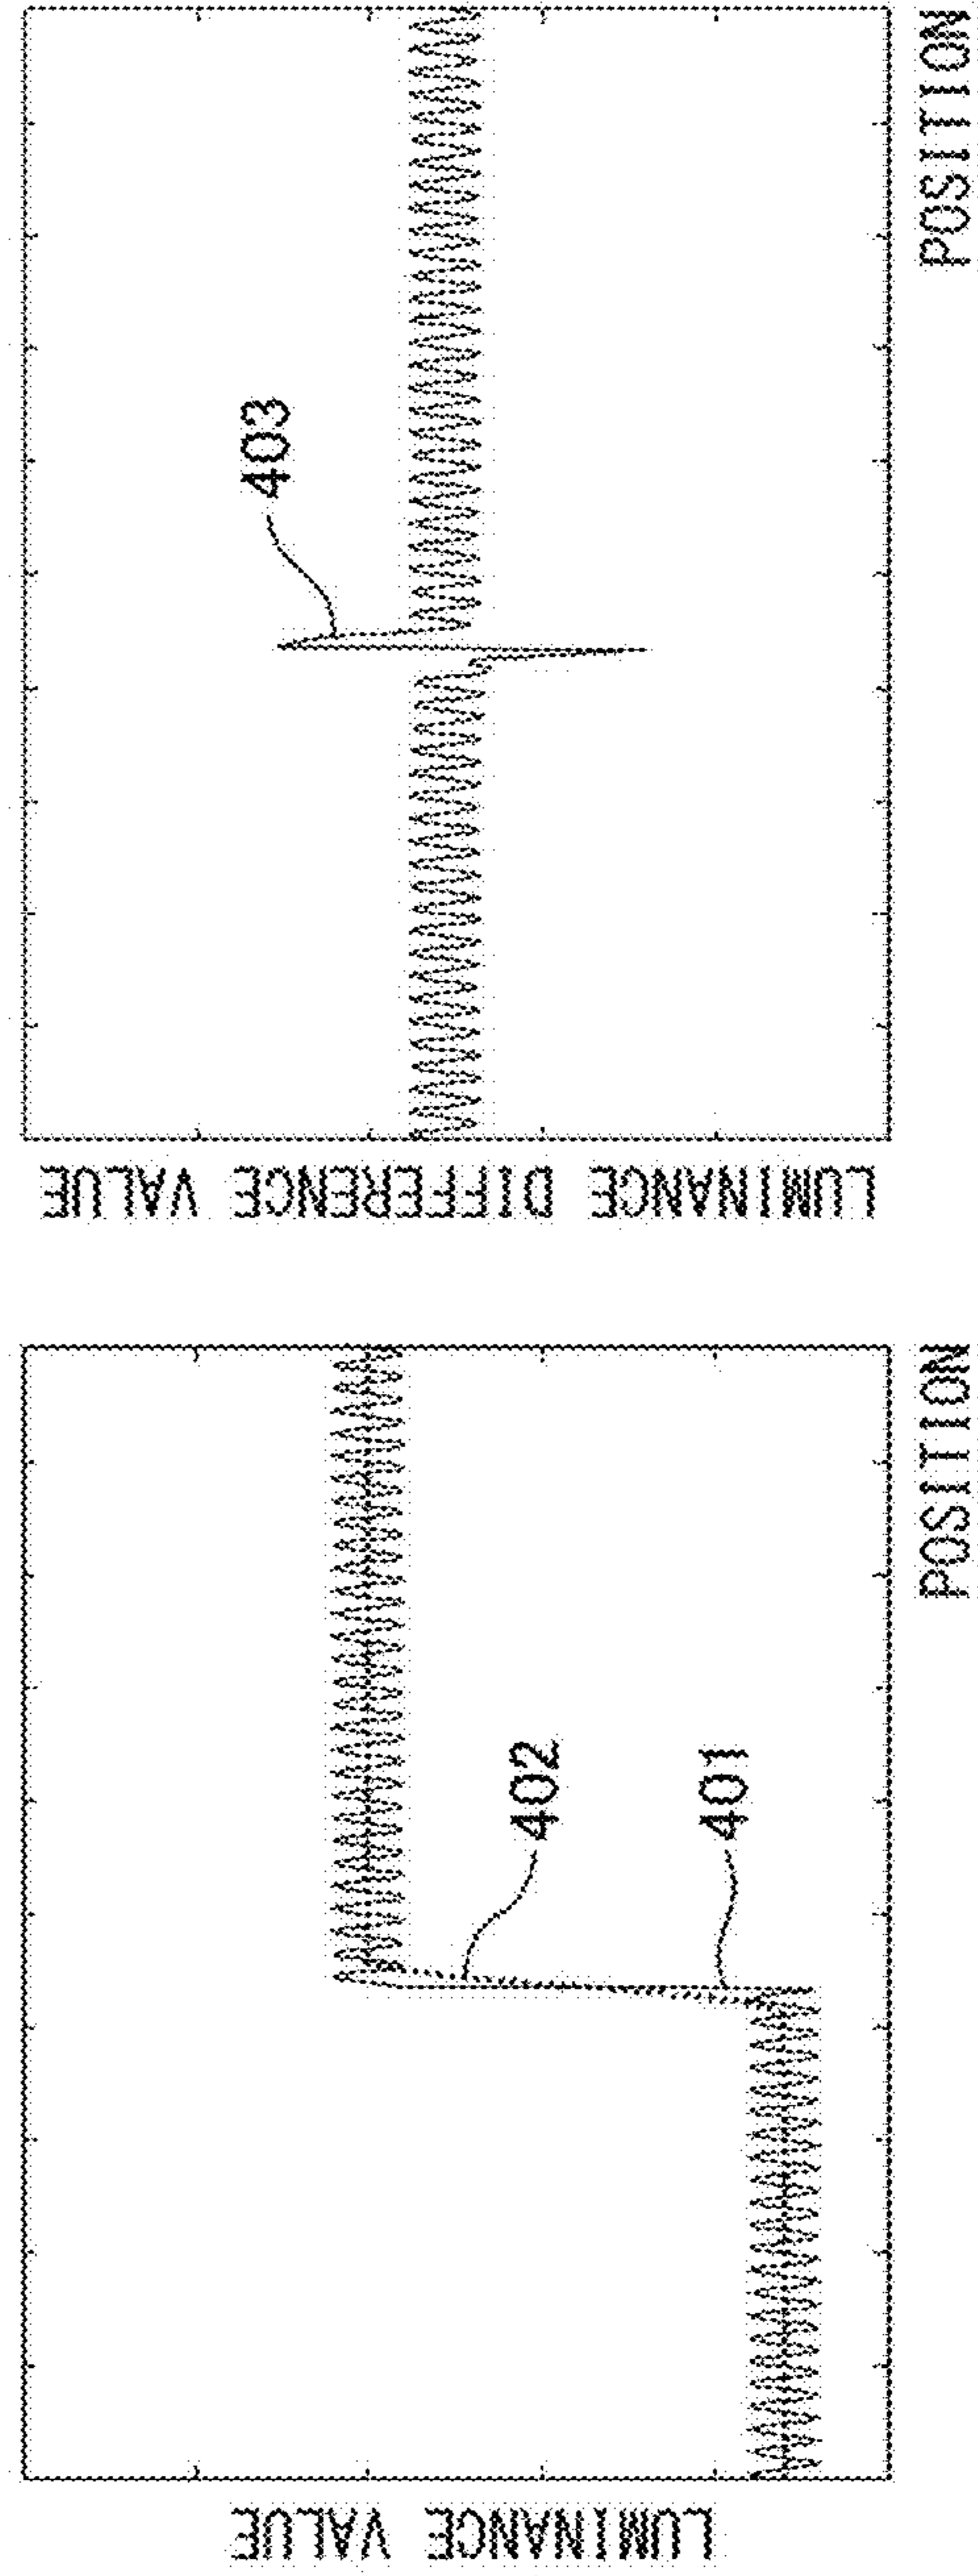 LUMINANCE VALUE
402
401
POSITION
LUMINANCE DIFFERENCE VALUE
403
POSITION